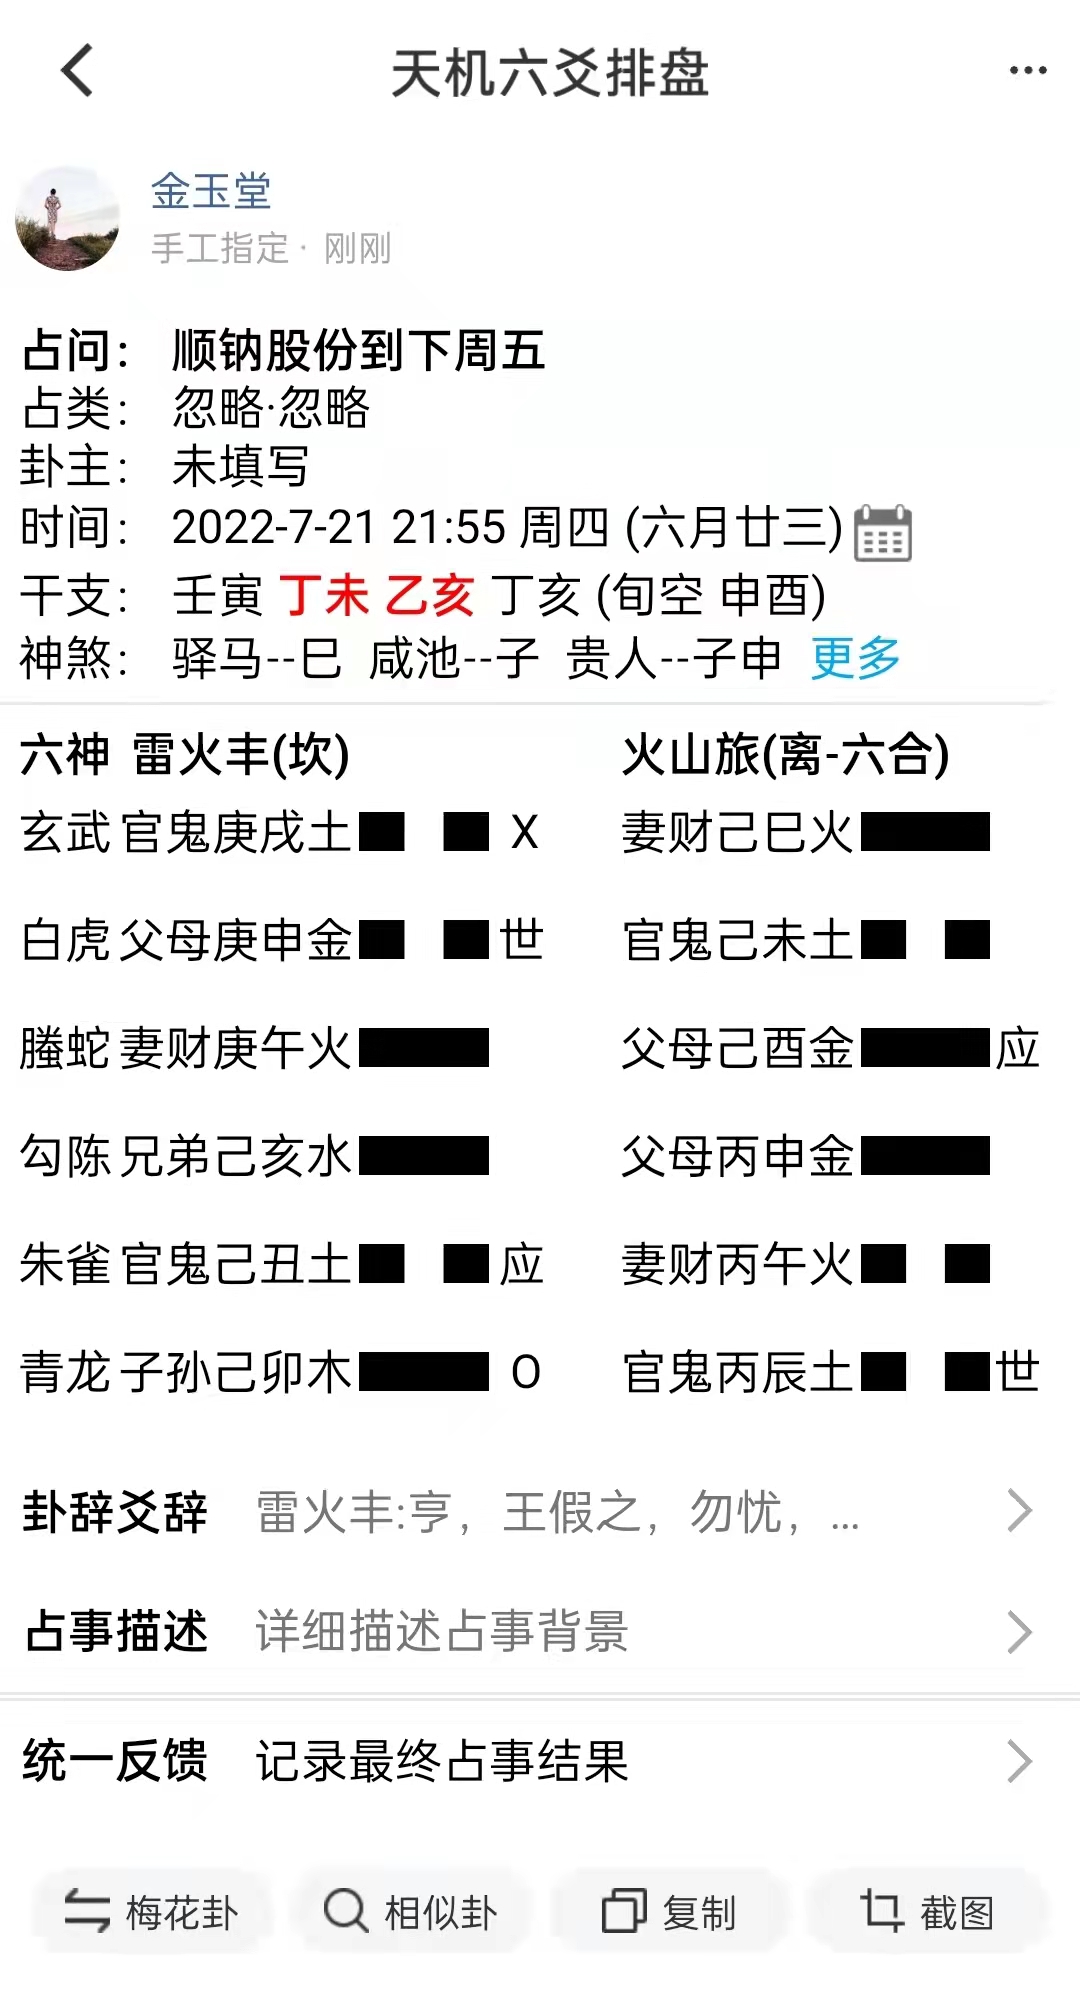 天机六爻排盘
金玉堂
手工指定· 刚刚
占问： 顺钠股份到下周五
占类： 忽略·忽略
卦主： 未填写
时间： 2022-7-21 21:55 周四 (六月廿三)
干支： 壬寅 丁未 乙亥 丁亥 (旬空 申酉)
神煞： 驿马--巳 咸池--子 贵人--子申 更多
六神 雷火丰(坎) 火山旅(离-六合)
玄武 官鬼庚戌土 X 妻财己巳火
白虎 父母庚申金 世 官鬼己未土
螣蛇 妻财庚午火 父母己酉金 应
勾陈 兄弟己亥水 父母丙申金
朱雀 官鬼己丑土 应 妻财丙午火
青龙 子孙己卯木 O 官鬼丙辰土 世
卦辞爻辞 雷火丰:亨，王假之，勿忧，...
占事描述 详细描述占事背景
统一反馈 记录最终占事结果
梅花卦 相似卦 复制 截图